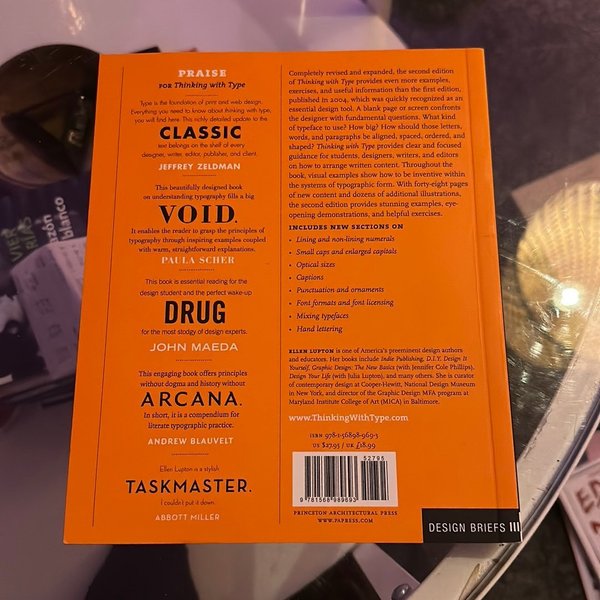 PRAISE
FOR Thinking with Type
Type is the foundation of print and web design.
Everything you need to know about thinking with type,
you will find here. This richly detailed update to the
CLASSIC
text belongs on the shelf of every
designer, writer, editor, publisher, and client.
JEFFREY ZELDMAN
This beautifully designed book
on understanding typography fills a big
VOID.
It enables the reader to grasp the principles of
typography through inspiring examples coupled
with warm, straightforward explanations.
PAULA SCHER
This book is essential reading for the
design student and the perfect wake-up
DRUG
for the most stodgy of design experts.
JOHN MAEDA
This engaging book offers principles
without dogma and history without
ARCANA.
In short, it is a compendium for
literate typographic practice.
ANDREW BLAUVELT
Ellen Lupton is a stylish
TASKMASTER.
I couldn't put it down.
ABBOTT MILLER
Completely revised and expanded, the second edition
of Thinking with Type provides even more examples,
exercises, and useful information than the first edition,
published in 2004, which was quickly recognized as an
essential design tool. A blank page or screen confronts
the designer with fundamental questions. What kind
of typeface to use? How big? How should those letters,
words, and paragraphs be aligned, spaced, ordered, and
shaped? Thinking with Type provides clear and focused
guidance for students, designers, writers, and editors
on how to arrange written content. Throughout the
book, visual examples show how to be inventive within
the systems of typographic form. With forty-eight pages
of new content and dozens of additional illustrations,
the second edition provides stunning examples, eye-
opening demonstrations, and helpful exercises.
INCLUDES NEW SECTIONS ON
• Lining and non-lining numerals
• Small caps and enlarged capitals
• Optical sizes
• Captions
• Punctuation and ornaments
• Font formats and font licensing
• Mixing typefaces
• Hand lettering
ELLEN LUPTON is one of America's preeminent design authors
and educators. Her books include Indie Publishing, D.I.Y. Design It
Yourself, Graphic Design: The New Basics (with Jennifer Cole Phillips),
Design Your Life (with Julia Lupton), and many others. She is curator of
contemporary design at Cooper-Hewitt, National Design Museum
in New York, and director of the Graphic Design MFA program at
Maryland Institute College of Art (MICA) in Baltimore.
www.ThinkingWithType.com
ISBN 978-1-56898-969-3
US $27.95 / UK £18.99
52795
9 781568 989693
PRINCETON ARCHITECTURAL PRESS
WWW.PAPRESS.COM
DESIGN BRIEFS
blanco